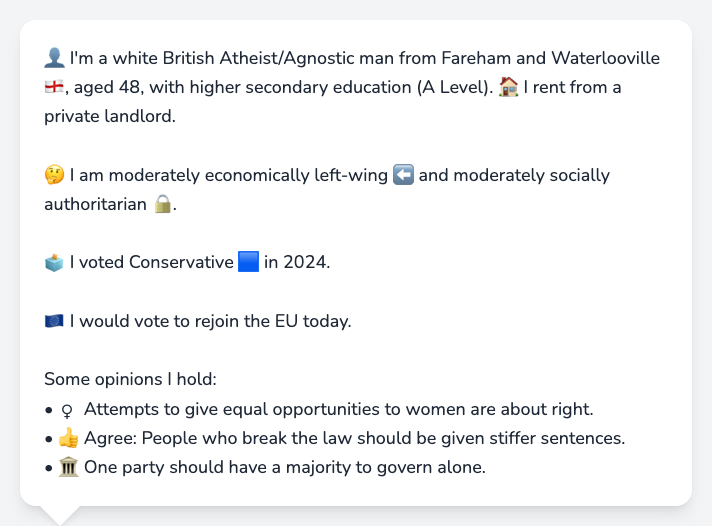 👤 I'm a white British Atheist/Agnostic man from Fareham and Waterlooville
🏴󠁧󠁢󠁥󠁮󠁧󠁿, aged 48, with higher secondary education (A Level). 🏠 I rent from a
private landlord.
🤔 I am moderately economically left-wing ⬅️ and moderately socially
authoritarian 🔒.
🗳️ I voted Conservative 🟦 in 2024.
🇪🇺 I would vote to rejoin the EU today.
Some opinions I hold:
• ♀ Attempts to give equal opportunities to women are about right.
• 👍 Agree: People who break the law should be given stiffer sentences.
• 🏛️ One party should have a majority to govern alone.